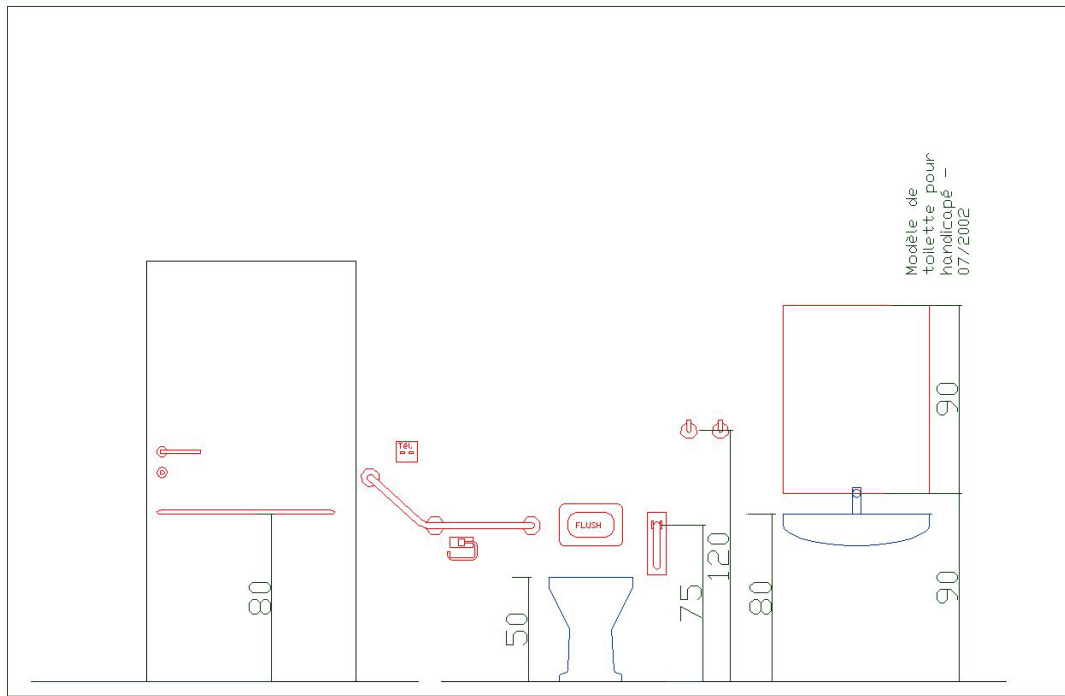 Modèle de
toilette pour
handicapé -
07/2002
Tél.
FLUSH
80
50
75
120
80
90
90